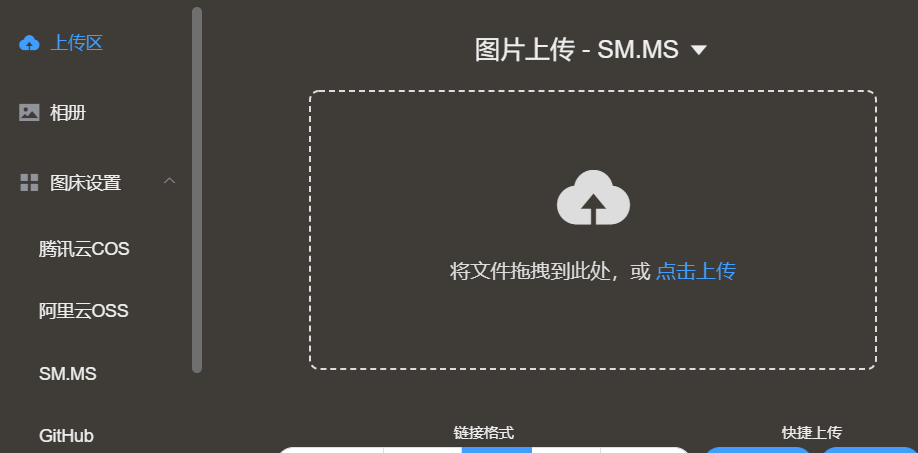 上传区
相册
图床设置
腾讯云COS
阿里云OSS
SM.MS
GitHub
图片上传 - SM.MS
将文件拖拽到此处，或 点击上传
链接格式
快捷上传